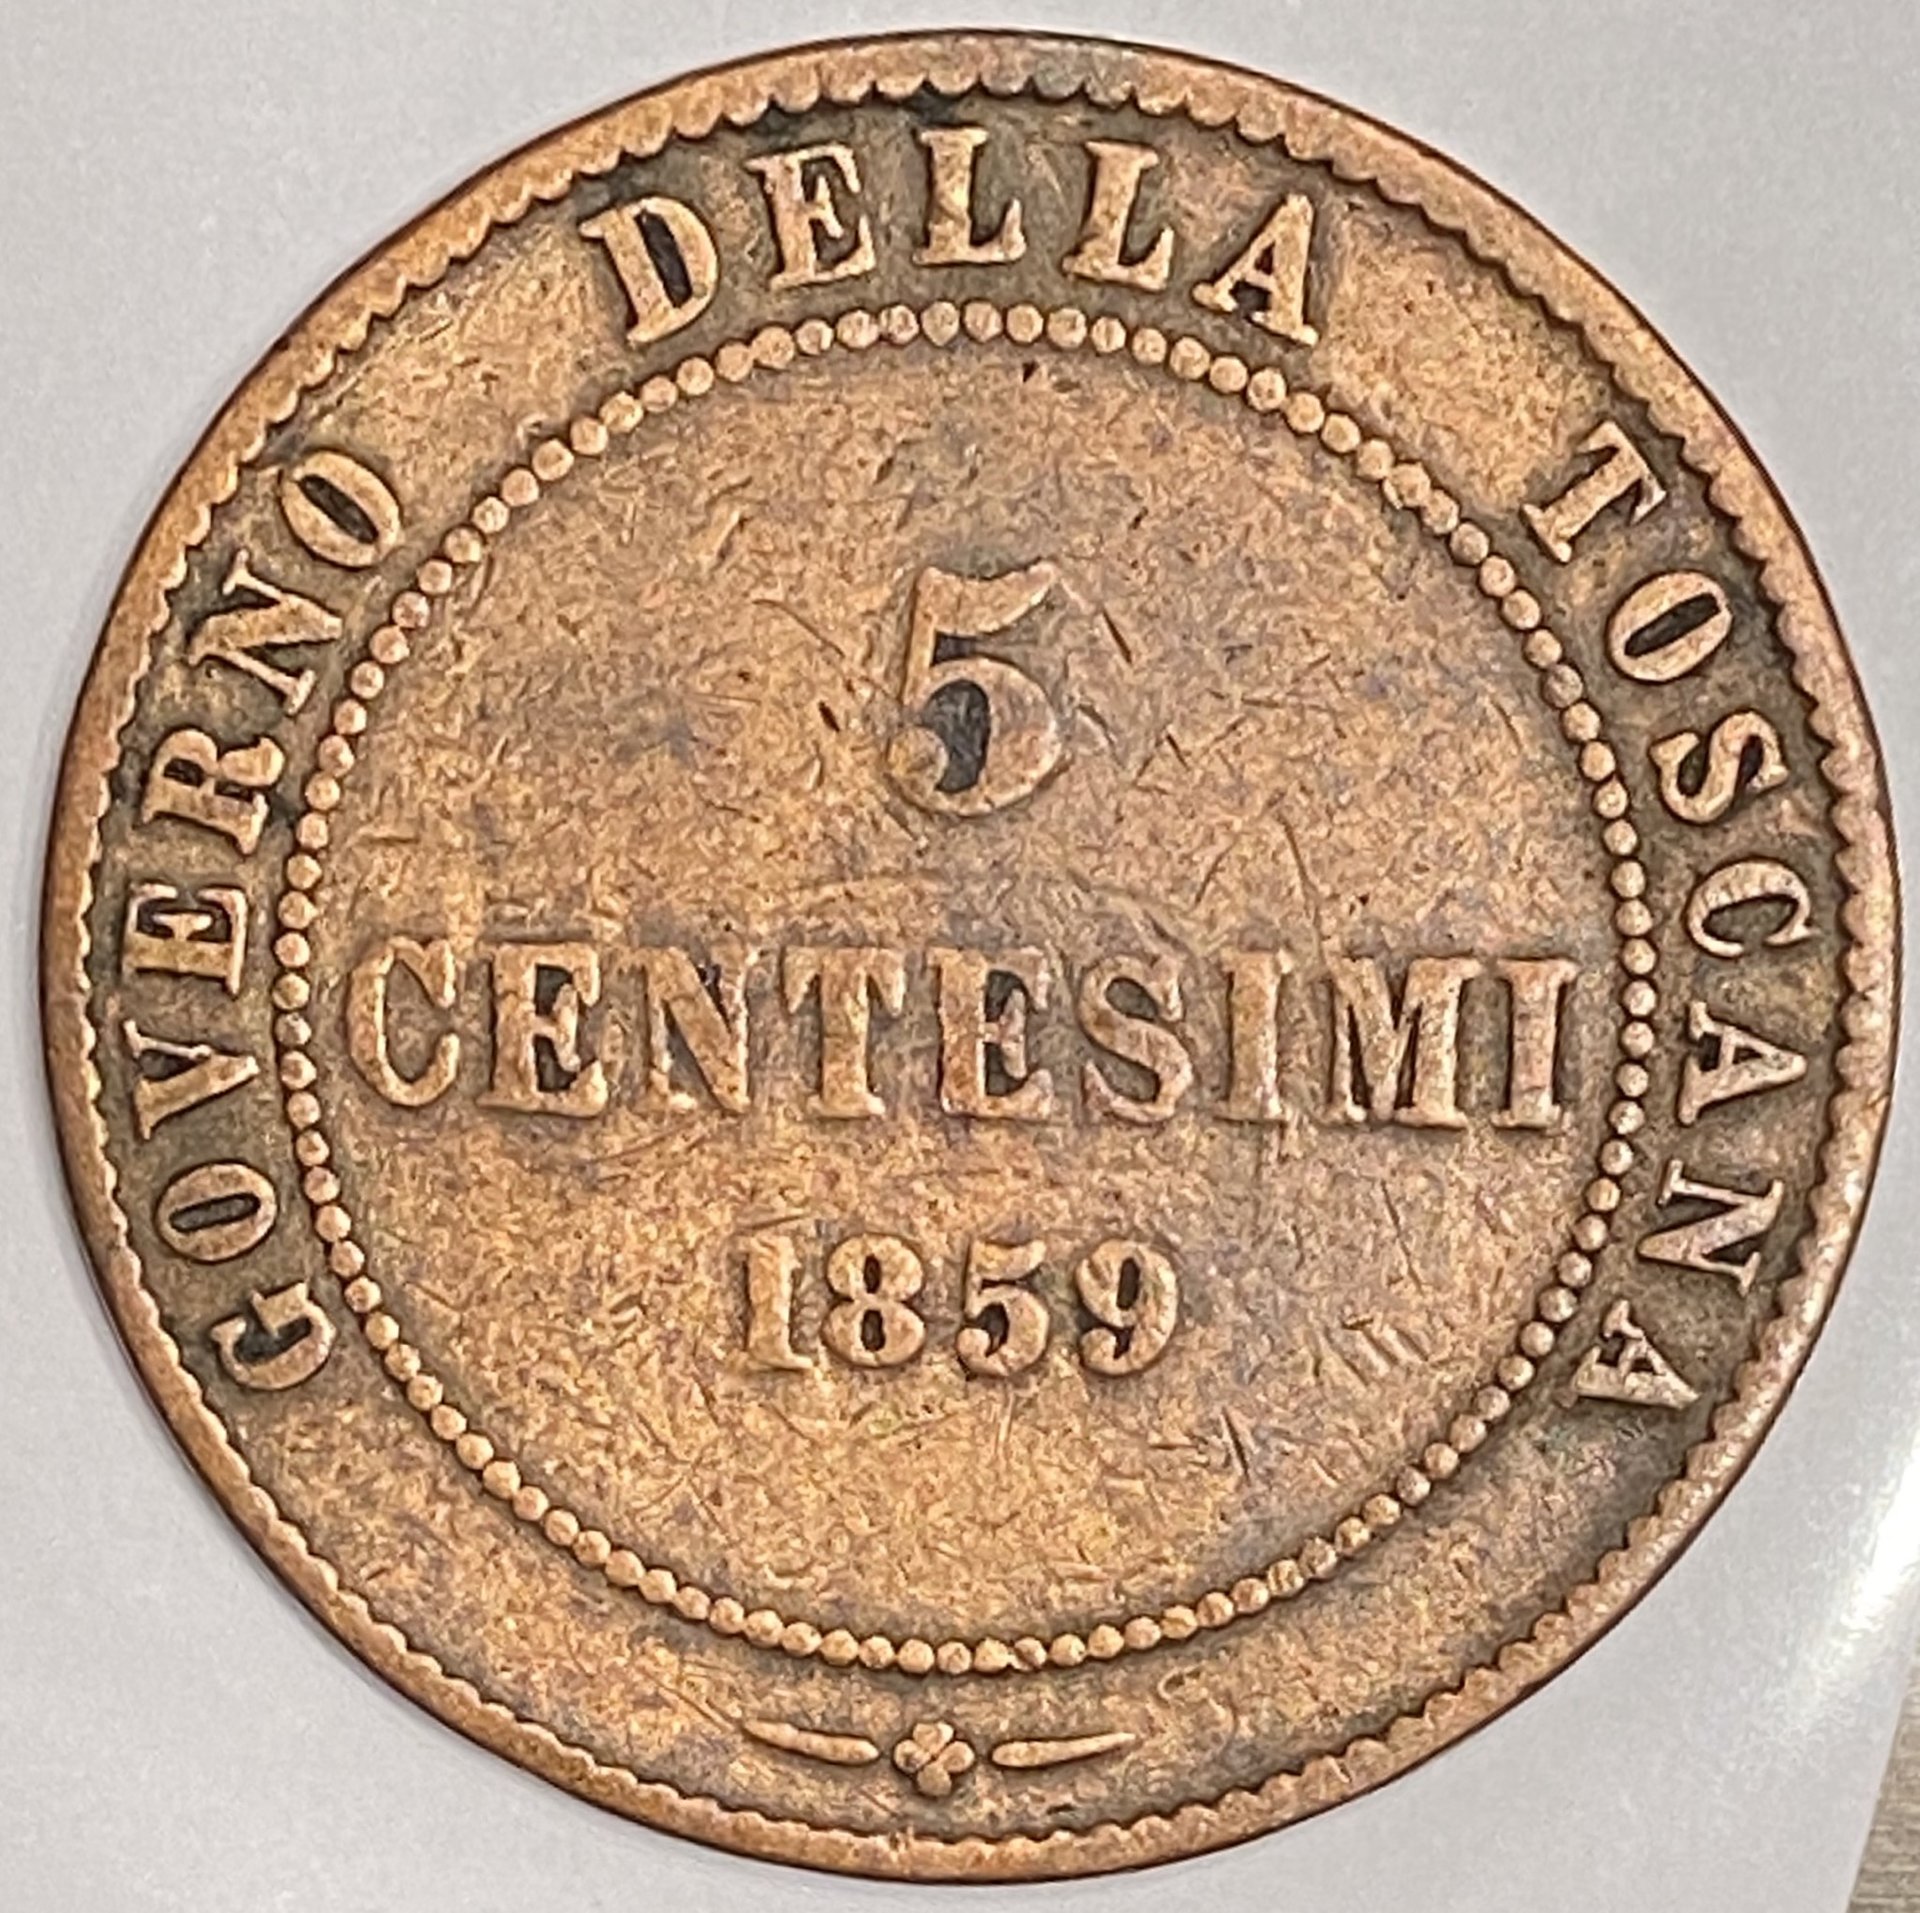 GOVERNO DELLA TOSCANA
5
CENTESIMI
1859